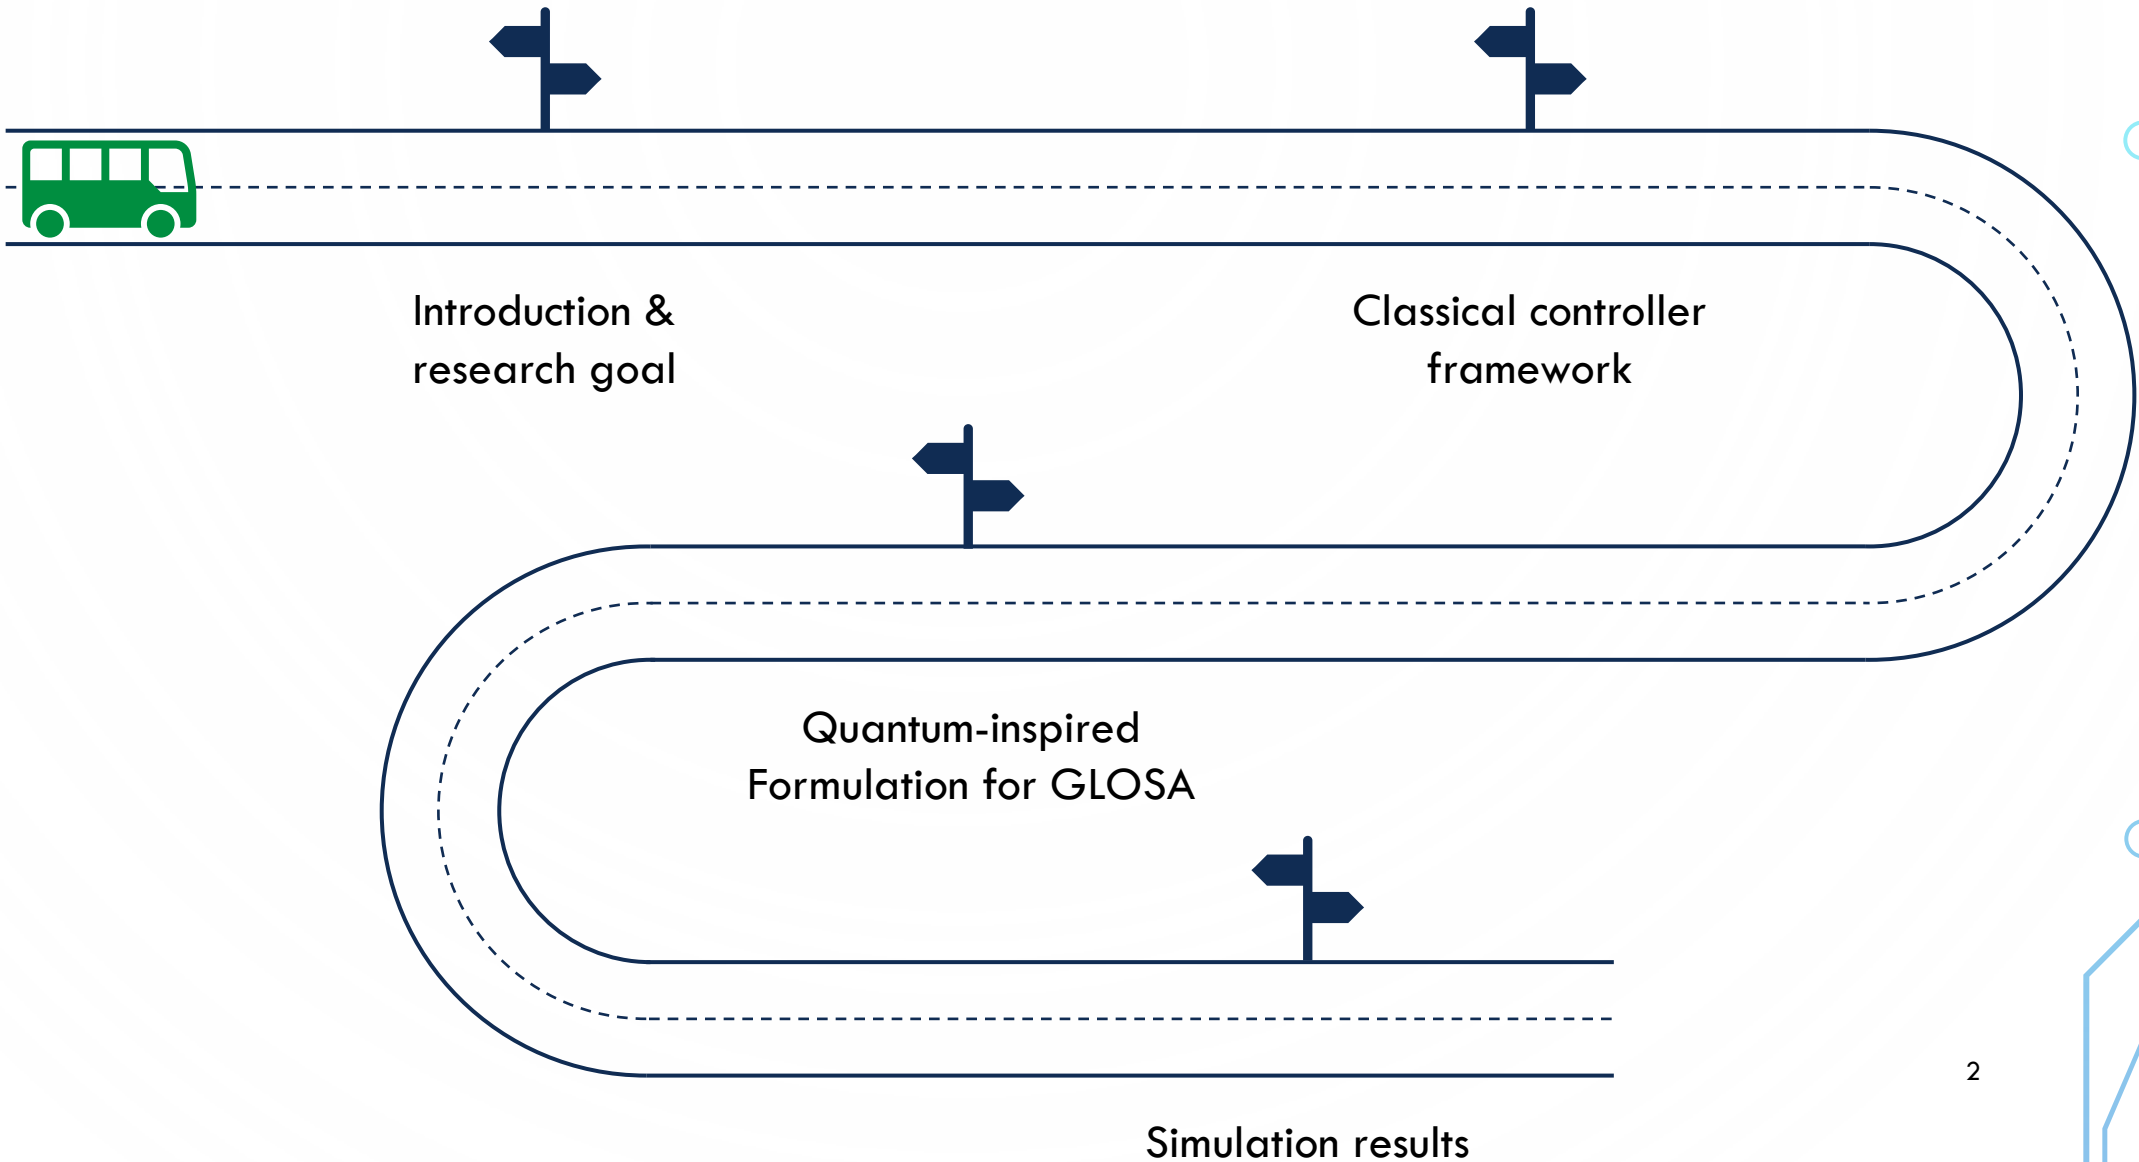 Introduction &
research goal
Classical controller
framework
Quantum-inspired
Formulation for GLOSA
2
Simulation results